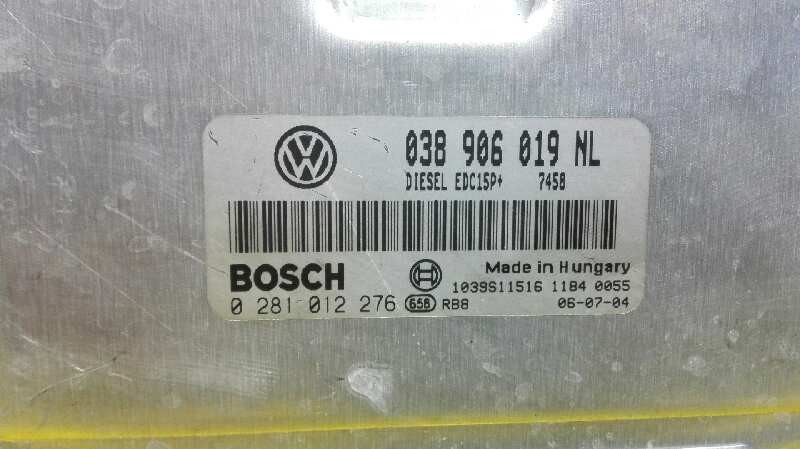 038 906 019 NL
DIESEL EDC15P+ 7458
BOSCH
Made in Hungary
1039S11516 1184 0055
0 281 012 276 656 RB8 06-07-04